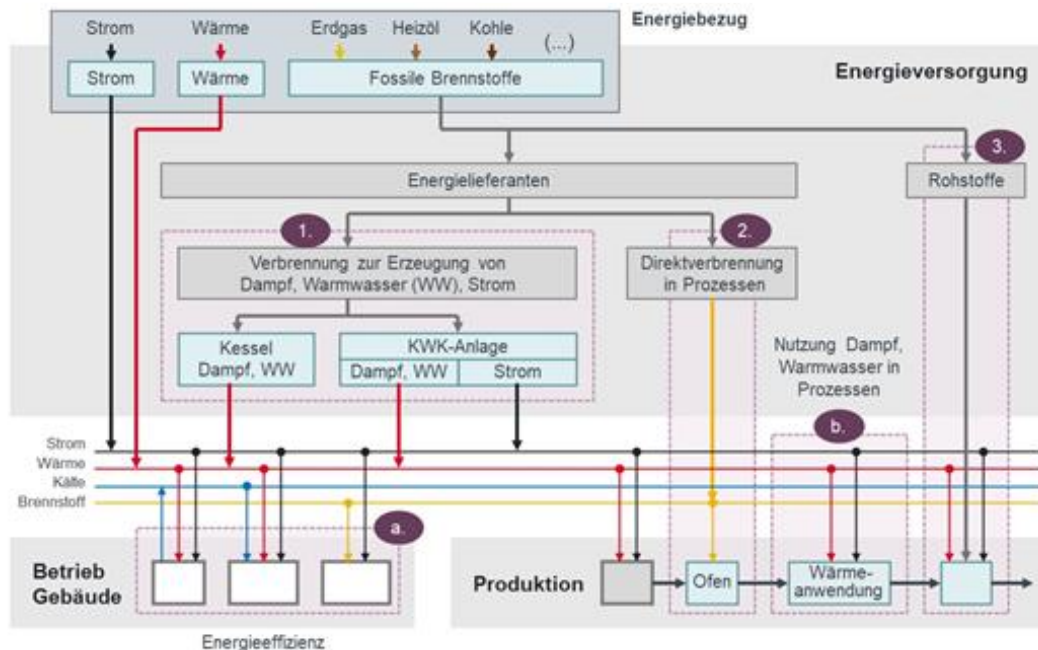 Energiebezug
Strom Wärme Erdgas Heizöl Kohle (...)
Strom Wärme Fossile Brennstoffe
Energieversorgung
3.
Energielieferanten Rohstoffe
1. 2.
Verbrennung zur Erzeugung von
Dampf, Warmwasser (WW), Strom
Direktverbrennung
in Prozessen
Kessel
Dampf, WW
KWK-Anlage
Dampf, WW Strom
Nutzung Dampf,
Warmwasser in
Prozessen
b.
Strom
Wärme
Kälte
Brennstoff
a.
Betrieb
Gebäude
Produktion
Ofen
Wärme-
anwendung
Energieeffizienz